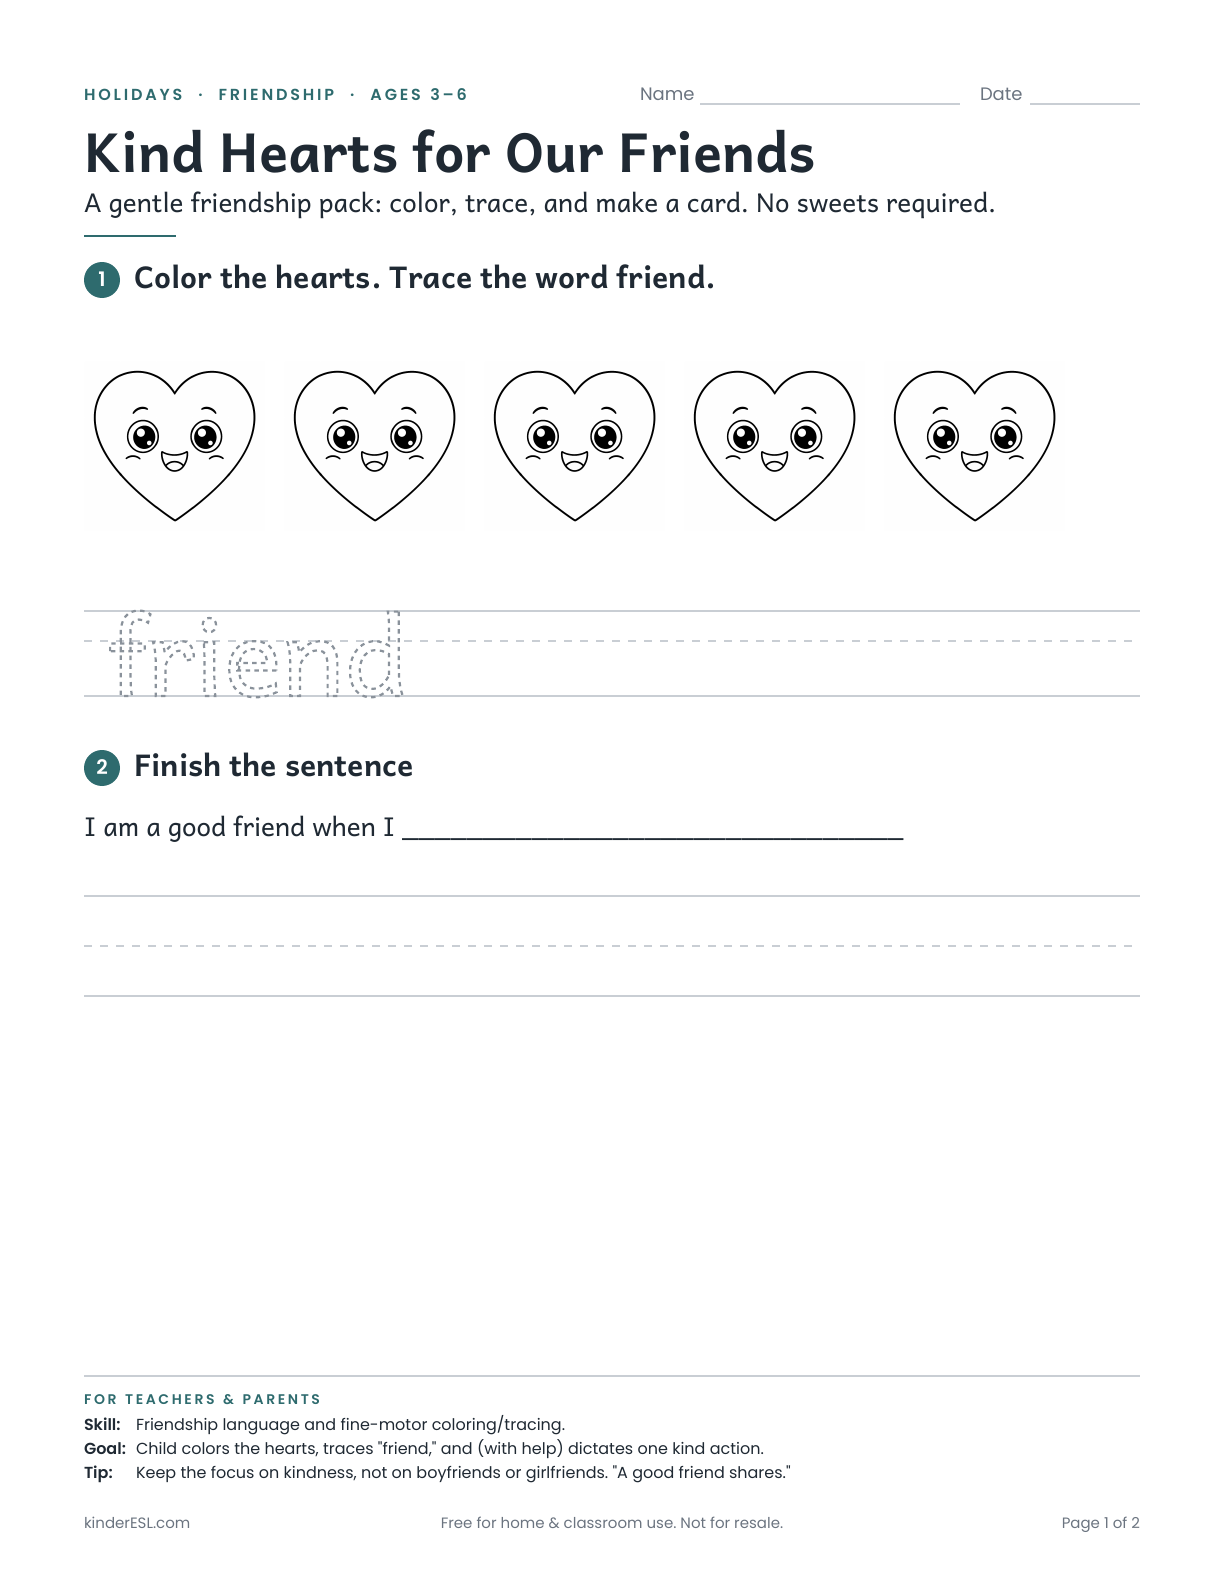 HOLIDAYS · FRIENDSHIP · AGES 3–6 Name Date
Kind Hearts for Our Friends
A gentle friendship pack: color, trace, and make a card. No sweets required.
1 Color the hearts. Trace the word friend.
friend
2 Finish the sentence
I am a good friend when I ______________________________
FOR TEACHERS & PARENTS
Skill: Friendship language and fine-motor coloring/tracing.
Goal: Child colors the hearts, traces "friend," and (with help) dictates one kind action.
Tip: Keep the focus on kindness, not on boyfriends or girlfriends. "A good friend shares."
kinderESL.com Free for home & classroom use. Not for resale. Page 1 of 2